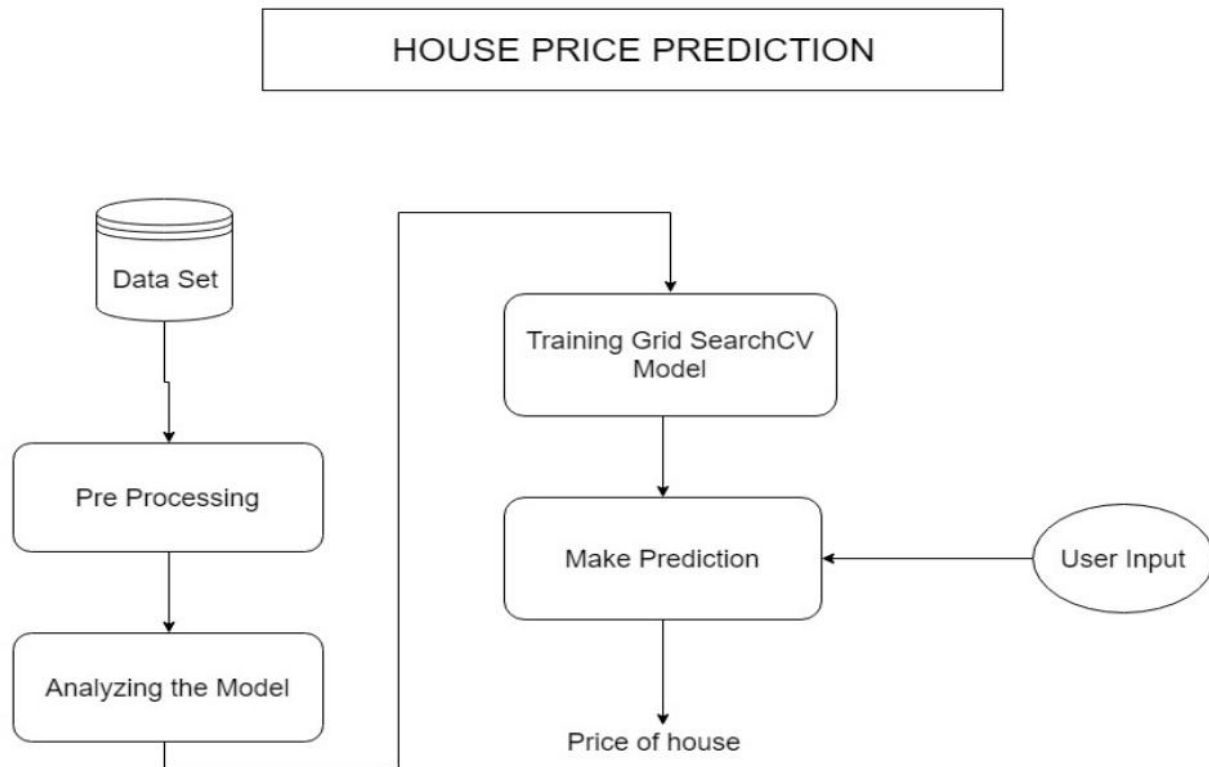 HOUSE PRICE PREDICTION
Data Set
Pre Processing
Analyzing the Model
Training Grid SearchCV
Model
Make Prediction
User Input
Price of house